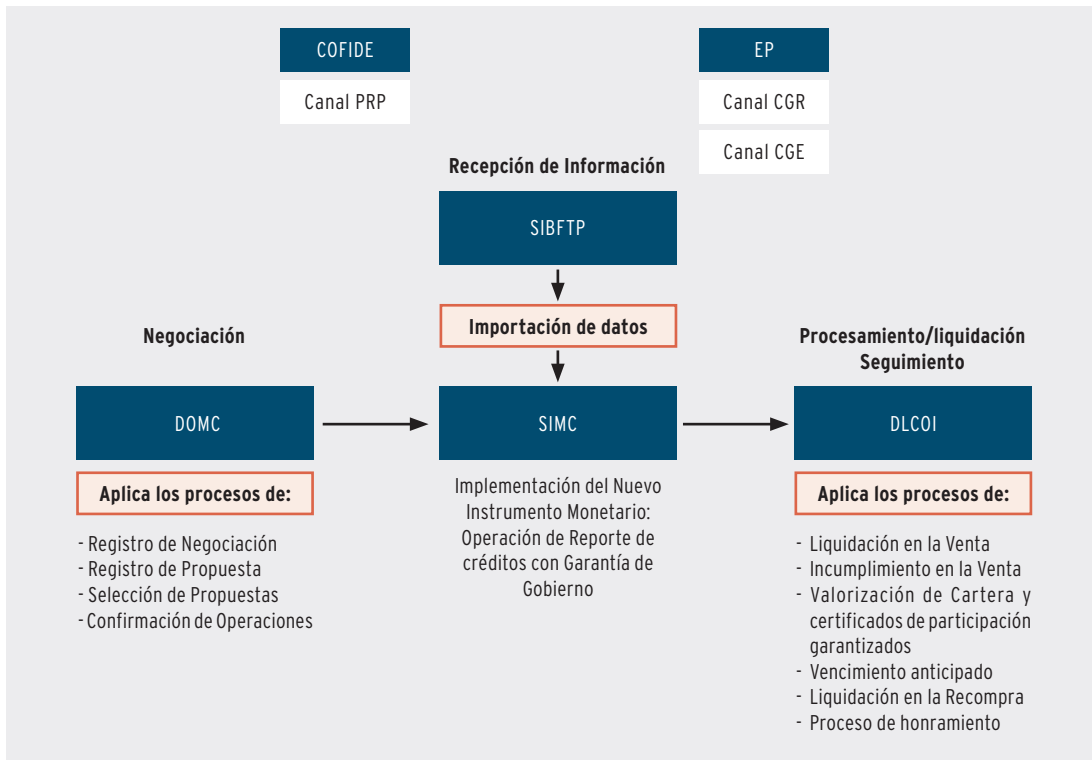 COFIDE
Canal PRP
EP
Canal CGR
Canal CGE
Recepción de Información
SIBFTP
Importación de datos
Negociación
DOMC
Aplica los procesos de:
- Registro de Negociación
- Registro de Propuesta
- Selección de Propuestas
- Confirmación de Operaciones
SIMC
Implementación del Nuevo
Instrumento Monetario:
Operación de Reporte de
créditos con Garantía de
Gobierno
Procesamiento/liquidación
Seguimiento
DLCOI
Aplica los procesos de:
- Liquidación en la Venta
- Incumplimiento en la Venta
- Valorización de Cartera y
certificados de participación
garantizados
- Vencimiento anticipado
- Liquidación en la Recompra
- Proceso de honramiento